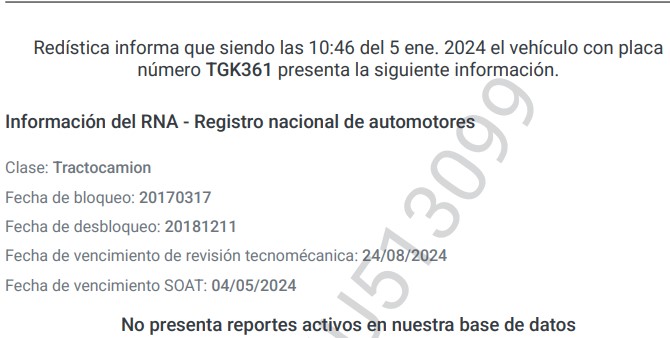 Redística informa que siendo las 10:46 del 5 ene. 2024 el vehículo con placa
número TGK361 presenta la siguiente información.
Información del RNA - Registro nacional de automotores
Clase: Tractocamion
Fecha de bloqueo: 20170317
Fecha de desbloqueo: 20181211
Fecha de vencimiento de revisión tecnomécanica: 24/08/2024
Fecha de vencimiento SOAT: 04/05/2024
No presenta reportes activos en nuestra base de datos
U513099